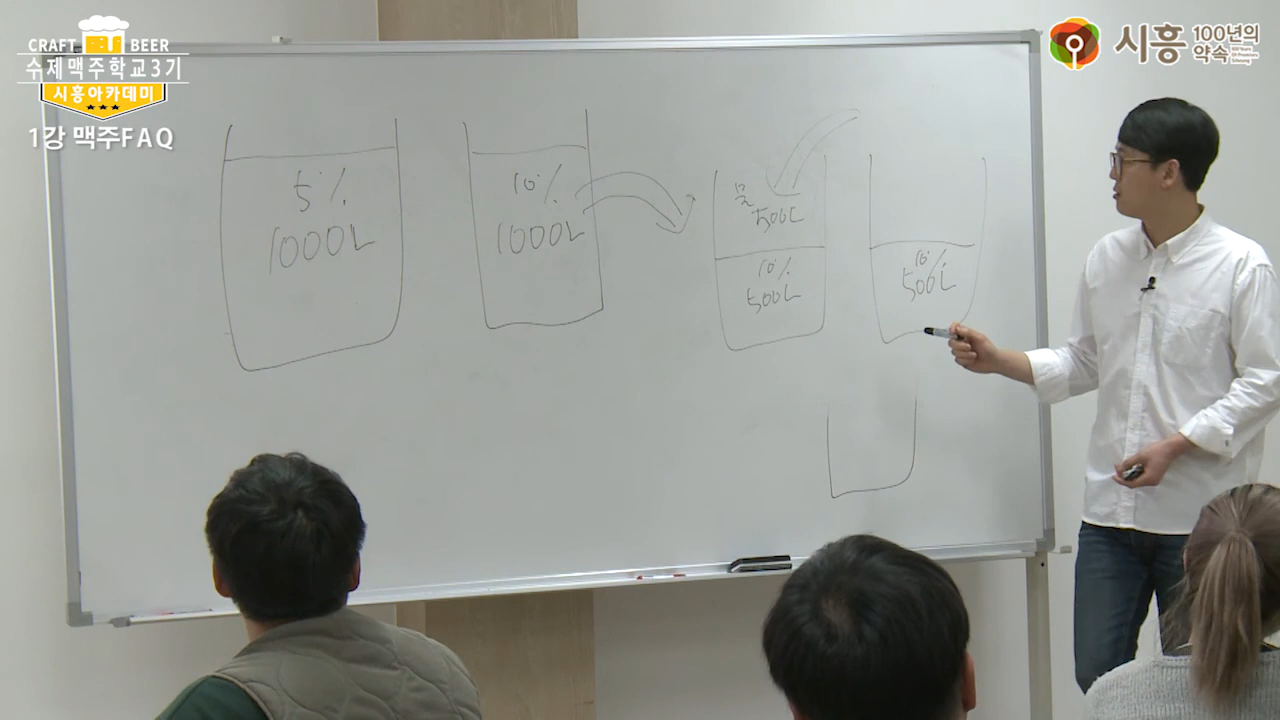 CRAFT BEER
수제맥주학교3기
시흥아카데미
1강 맥주FAQ
시흥 100년의
약속
5%
1000L
10%
1000L
물
500L
10%
500L
10%
500L